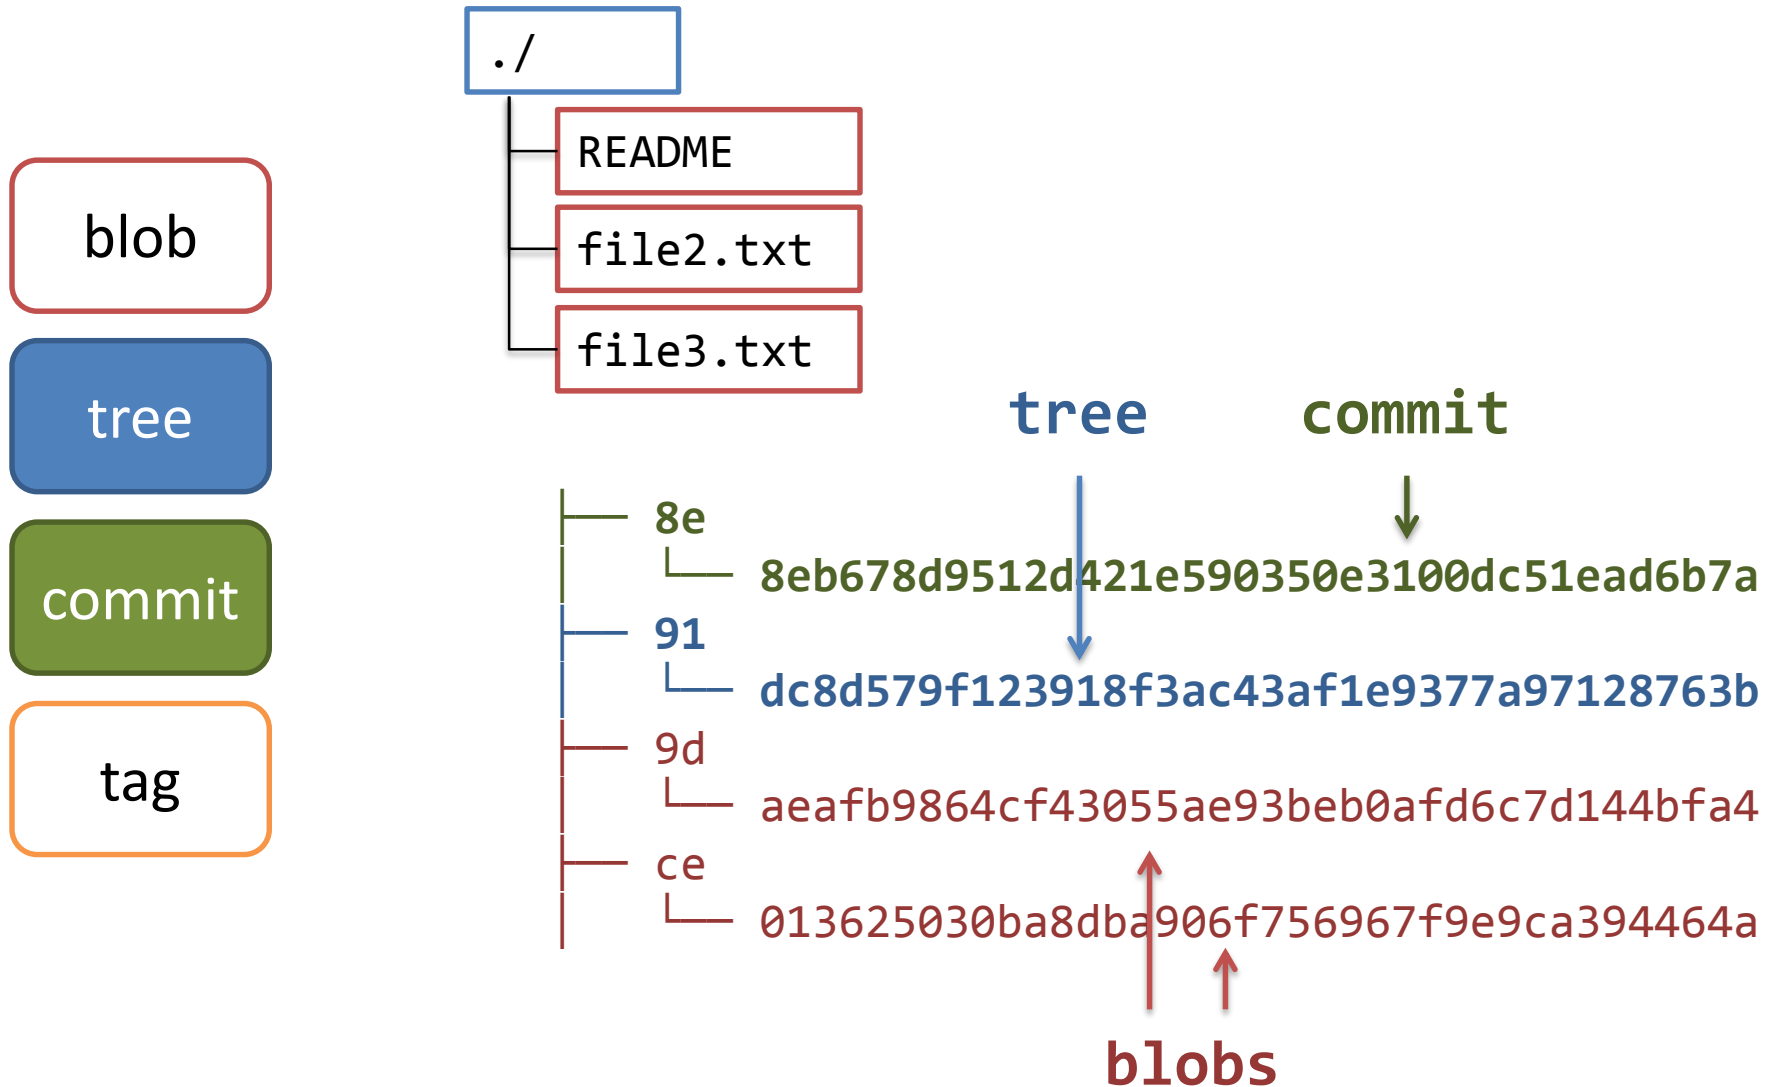 ./
README
file2.txt
file3.txt
blob
tree
commit
tag
tree
commit
8e
8eb678d9512d421e590350e3100dc51ead6b7a
91
dc8d579f123918f3ac43af1e9377a97128763b
9d
aeafb9864cf43055ae93beb0afd6c7d144bfa4
ce
013625030ba8dba906f756967f9e9ca394464a
blobs